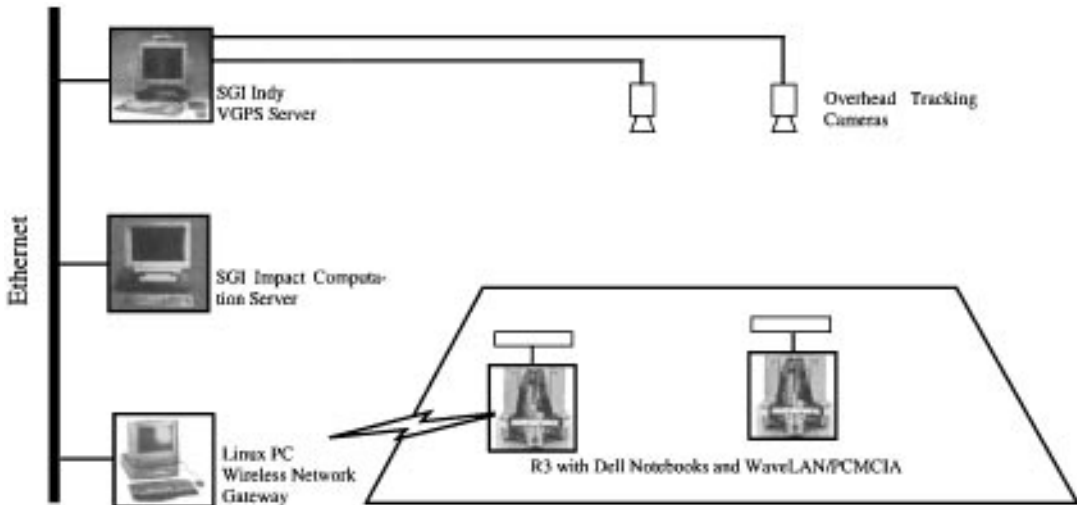 Ethernet
SGI Indy
VGPS Server
Overhead Tracking
Cameras
SGI Impact Computa-
tion Server
Linux PC
Wireless Network
Gateway
R3 with Dell Notebooks and WaveLAN/PCMCIA